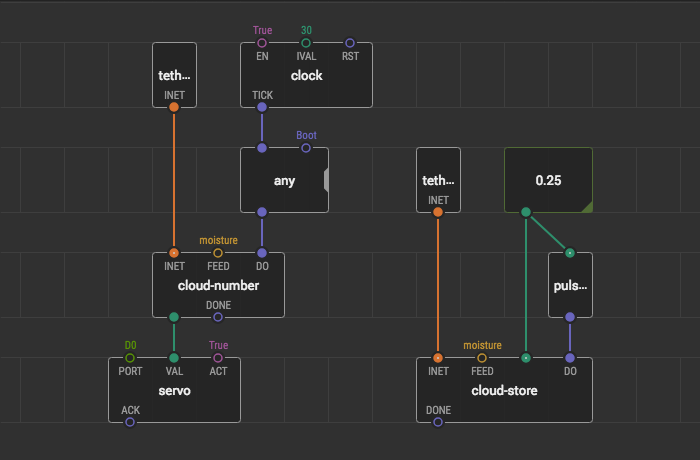 True 30
EN IVAL RST
teth... clock
INET TICK
Boot
any teth... 0.25
INET
moisture
INET FEED DO
cloud-number puls...
DONE
D0 True moisture
PORT VAL ACT INET FEED DO
servo cloud-store
ACK DONE